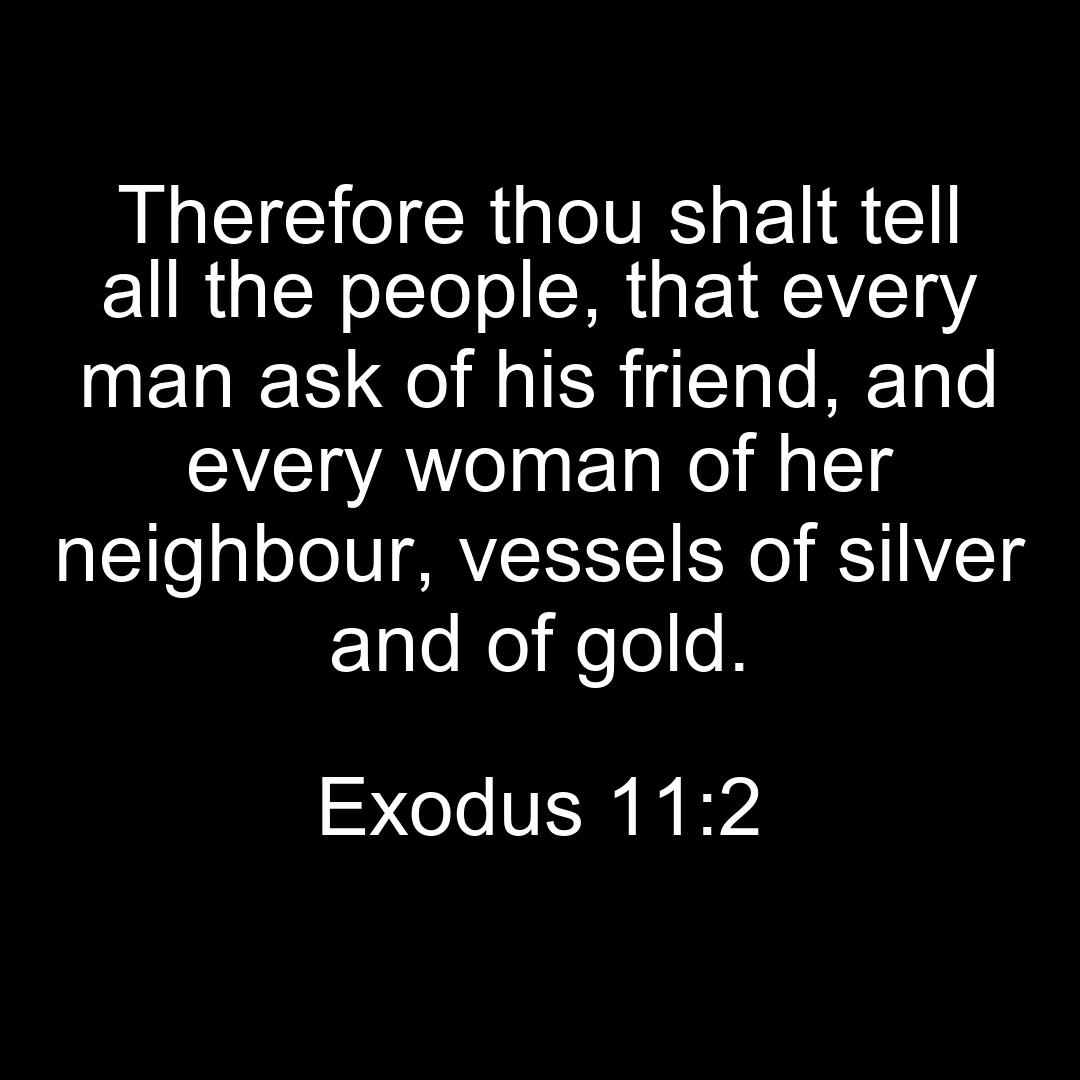 Therefore thou shalt tell
all the people, that every
man ask of his friend, and
every woman of her
neighbour, vessels of silver
and of gold.
Exodus 11:2